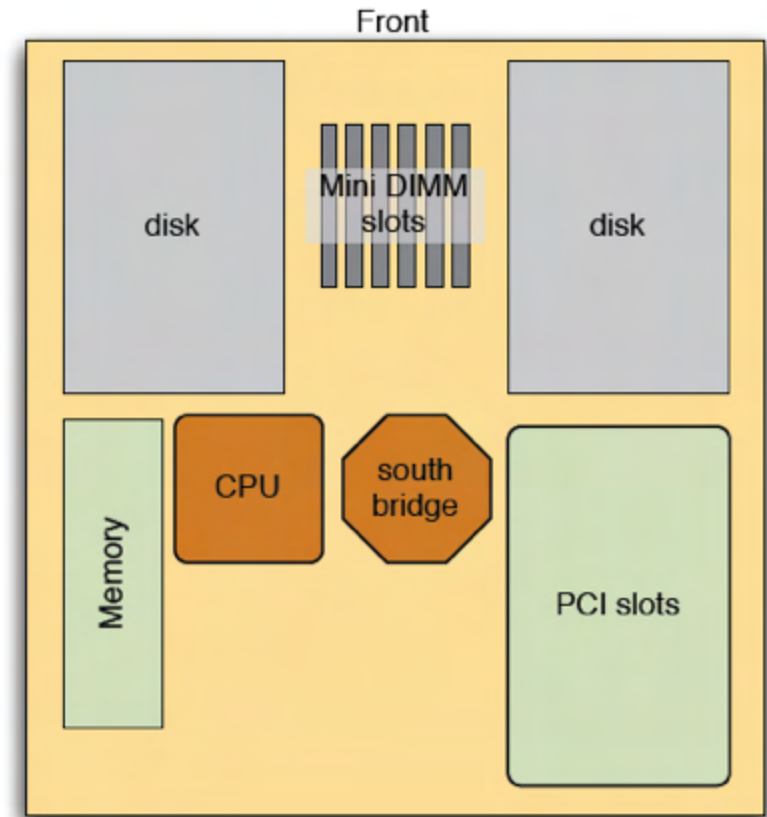 Front
disk
Mini DIMM
slots
disk
Memory
CPU
south
bridge
PCI slots